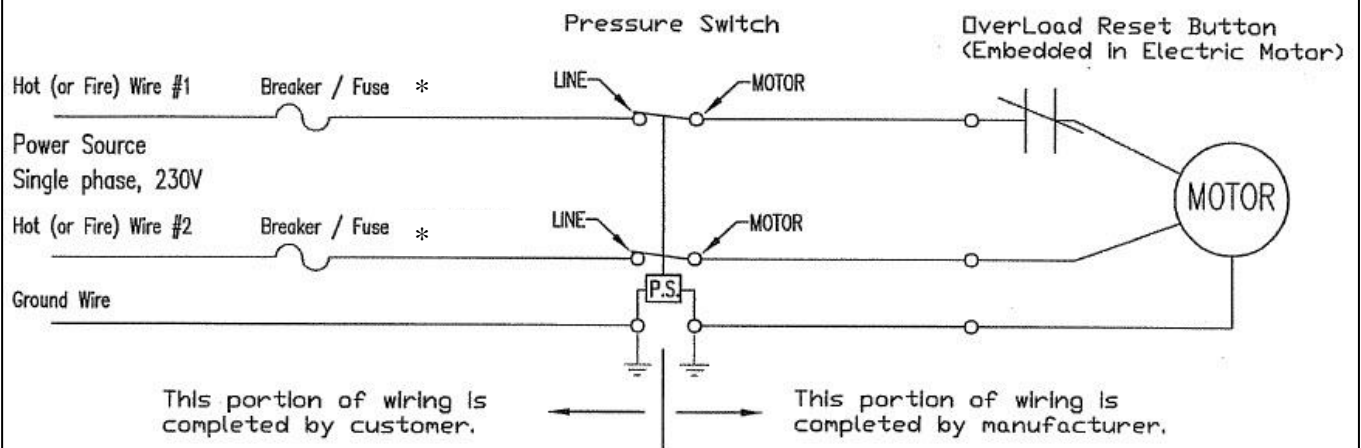 Pressure Switch
OverLoad Reset Button
(Embedded in Electric Motor)
Hot (or Fire) Wire #1
Breaker / Fuse *
LINE
MOTOR
Power Source
Single phase, 230V
MOTOR
Hot (or Fire) Wire #2
Breaker / Fuse *
LINE
MOTOR
P.S.
Ground Wire
This portion of wiring is
completed by customer.
This portion of wiring is
completed by manufacturer.